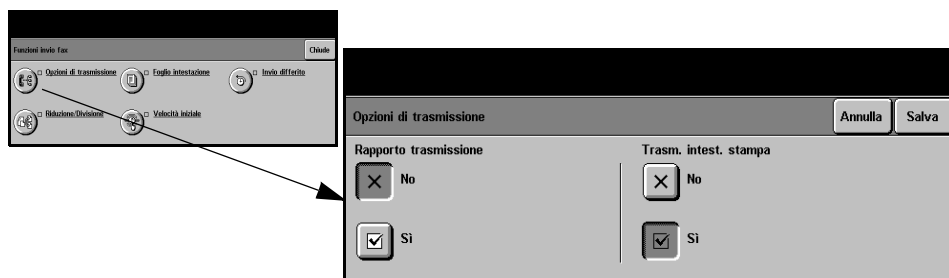 Funzioni invio fax
Chiude
Opzioni di trasmissione
Foglio intestazione
Invio differito
Riduzione/Divisione
Velocità iniziale
Opzioni di trasmissione
Annulla
Salva
Rapporto trasmissione
Trasm. intest. stampa
No
No
Sì
Sì